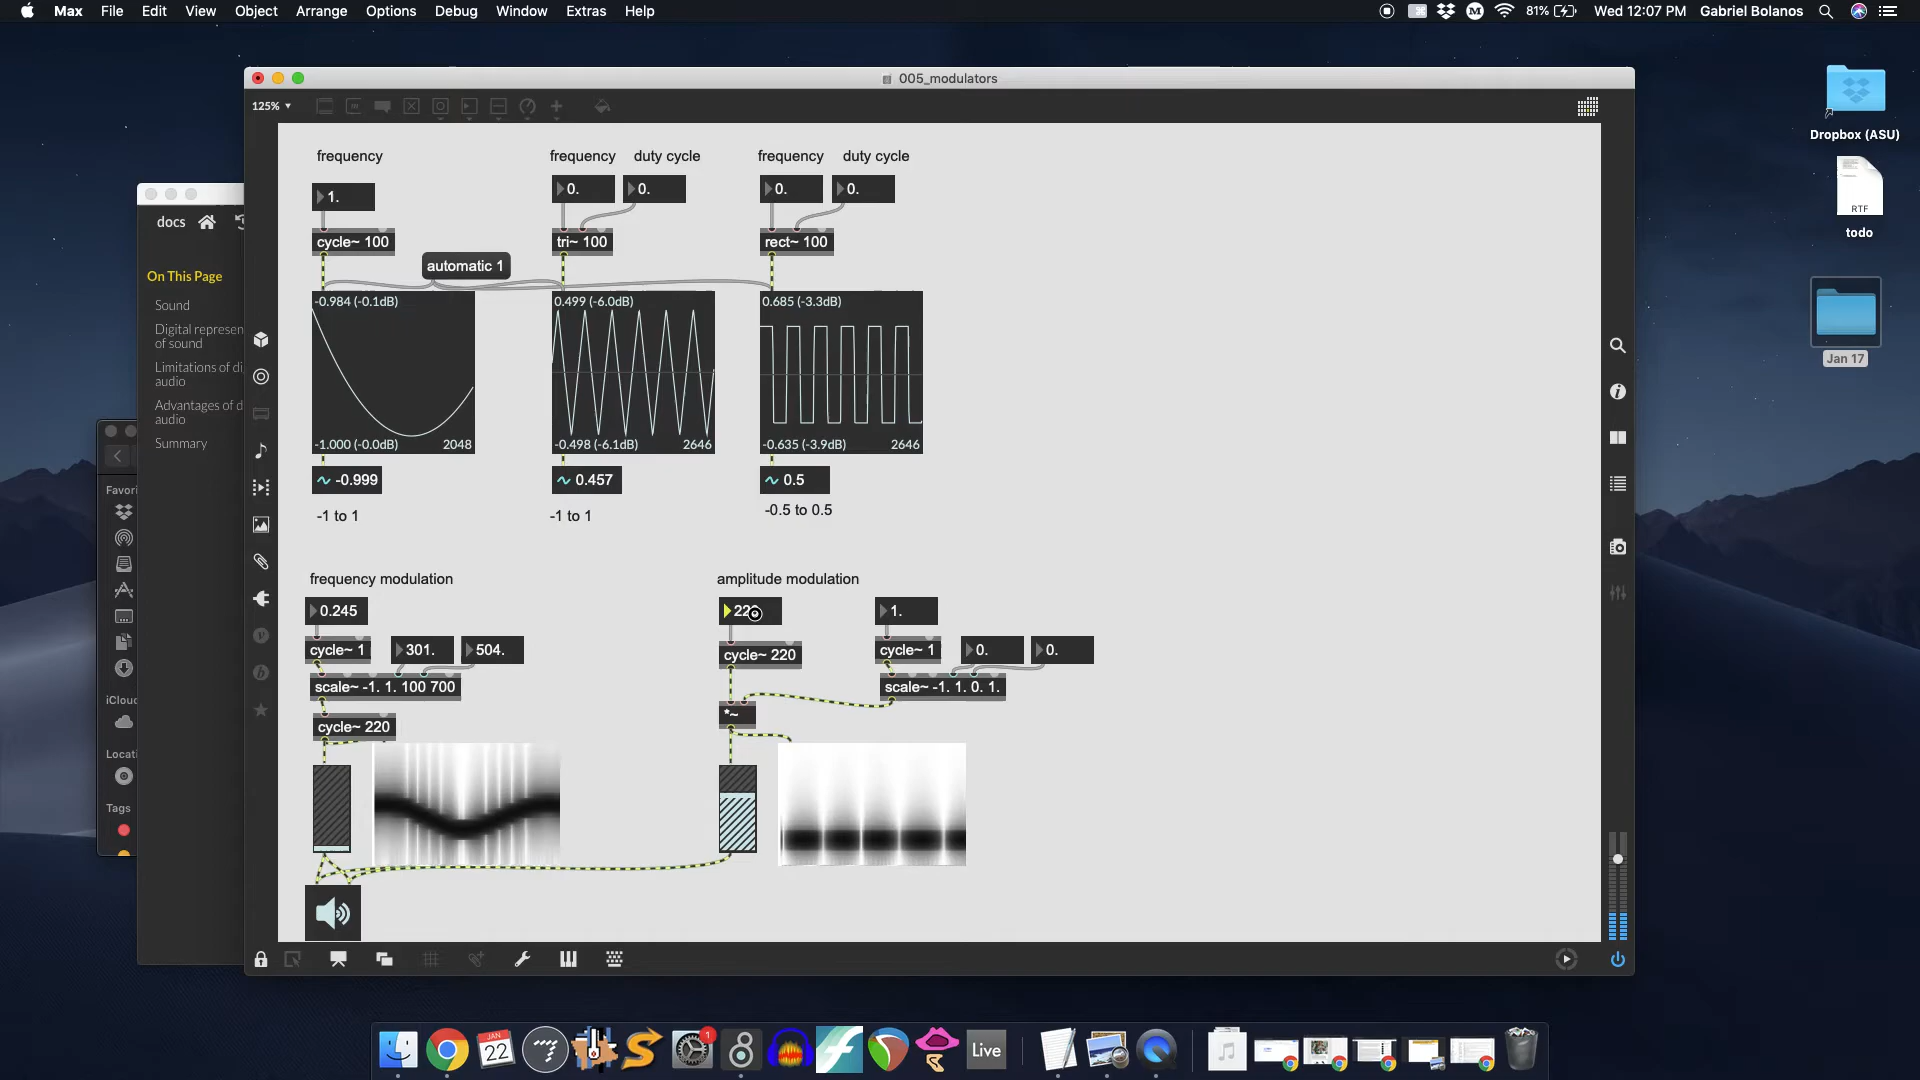 Max File Edit View Object Arrange Options Debug Window Extras Help
81% Wed 12:07 PM Gabriel Bolanos
005_modulators
125%
frequency frequency duty cycle frequency duty cycle
1. 0. 0. 0. 0.
cycle~ 100 tri~ 100 rect~ 100
automatic 1
-0.984 (-0.1dB) 0.499 (-6.0dB) 0.685 (-3.3dB)
-1.000 (-0.0dB) 2048 -0.498 (-6.1dB) 2646 -0.635 (-3.9dB) 2646
-0.999 0.457 0.5
-1 to 1 -1 to 1 -0.5 to 0.5
frequency modulation
0.245
cycle~ 1 301. 504.
scale~ -1. 1. 100 700
cycle~ 220
amplitude modulation
1.
cycle~ 220 cycle~ 1 0. 0.
scale~ -1. 1. 0. 1.
*~
docs
On This Page
Sound
Digital represen
of sound
Limitations of di
audio
Advantages of d
audio
Summary
Favori
iCloud
Locati
Tags
Dropbox (ASU)
RTF
todo
Jan 17
JAN
22
1
8
Live